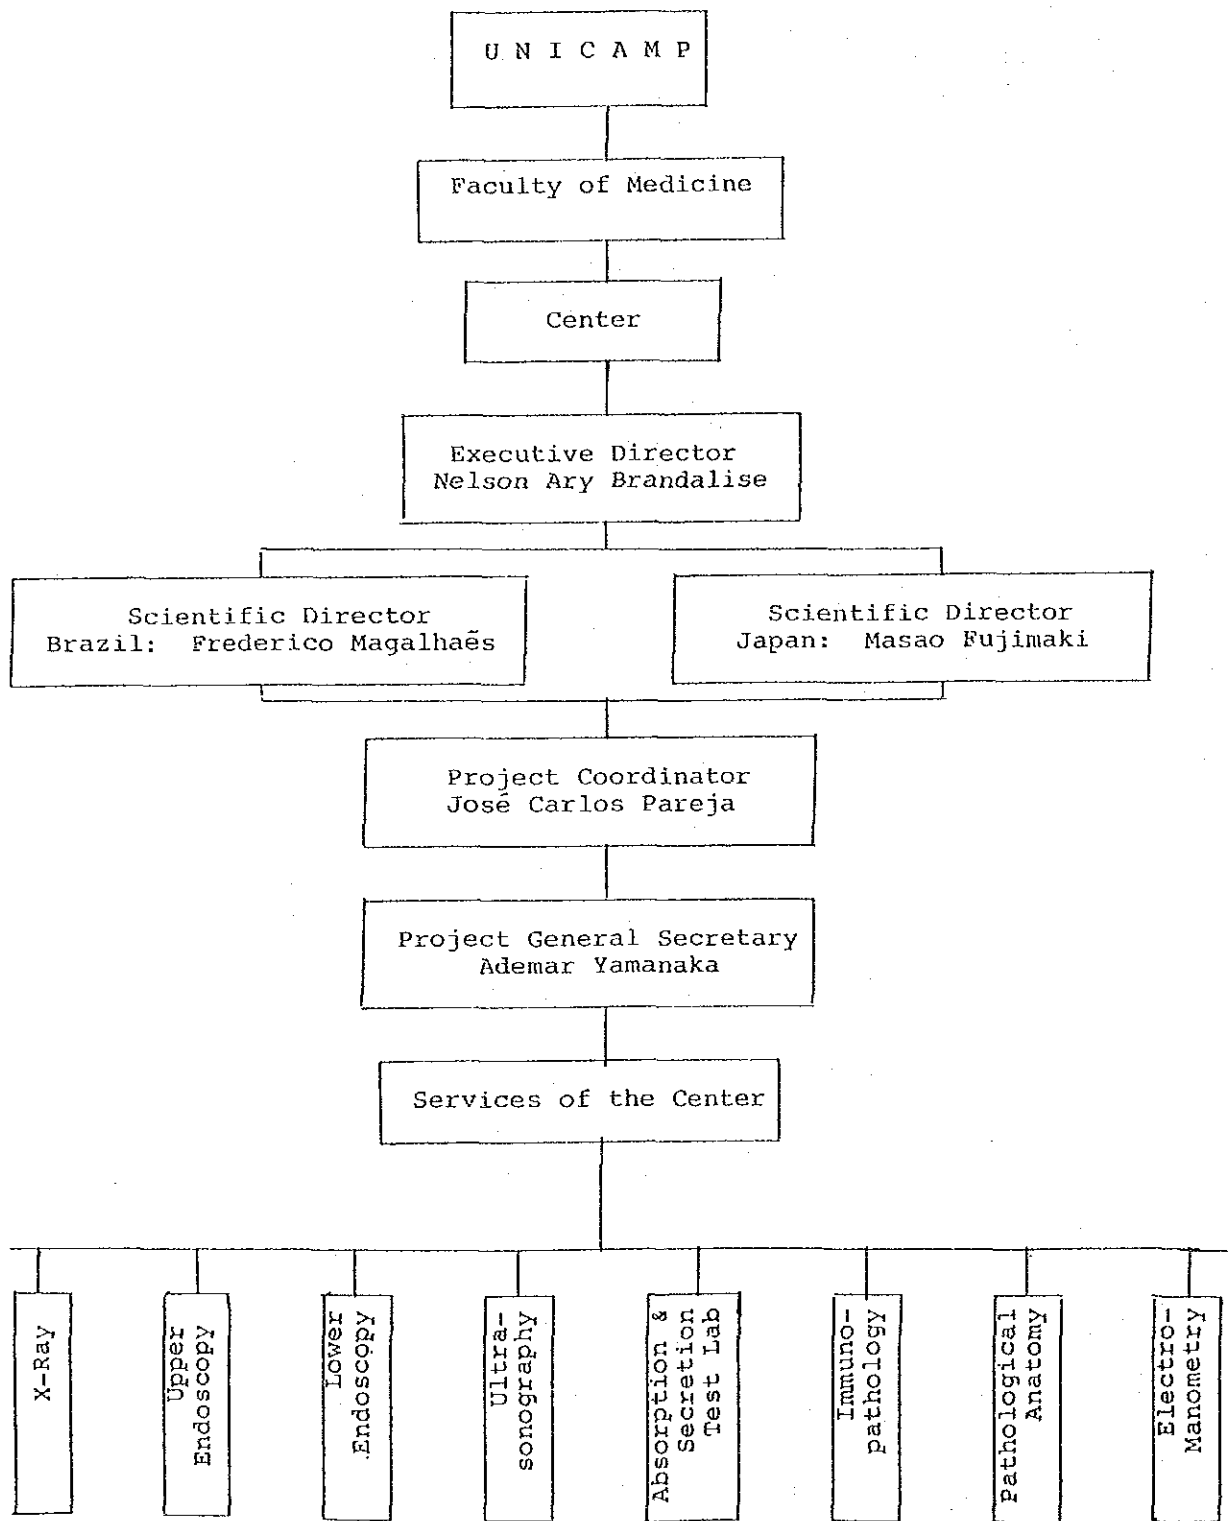 U N I C A M P
Faculty of Medicine
Center
Executive Director
Nelson Ary Brandalise
Scientific Director
Brazil: Frederico Magalhaẽs
Scientific Director
Japan: Masao Fujimaki
Project Coordinator
José Carlos Pareja
Project General Secretary
Ademar Yamanaka
Services of the Center
X-Ray
Upper
Endoscopy
Lower
Endoscopy
Ultra-
sonography
Absorption &
Secretion
Test Lab
Immuno-
pathology
Pathological
Anatomy
Electro-
Manometry